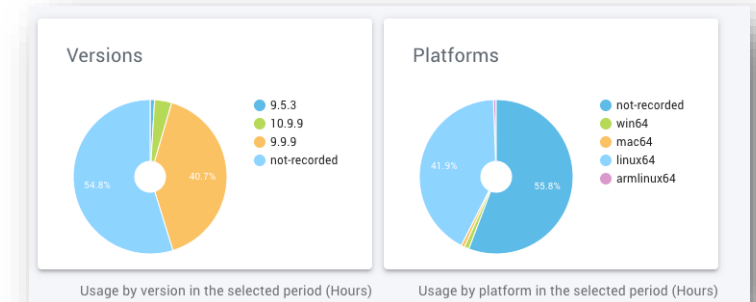 Versions
9.5.3
10.9.9
9.9.9
not-recorded
54.8%
40.7%
Usage by version in the selected period (Hours)
Platforms
not-recorded
win64
mac64
linux64
armlinux64
41.9%
55.8%
Usage by platform in the selected period (Hours)